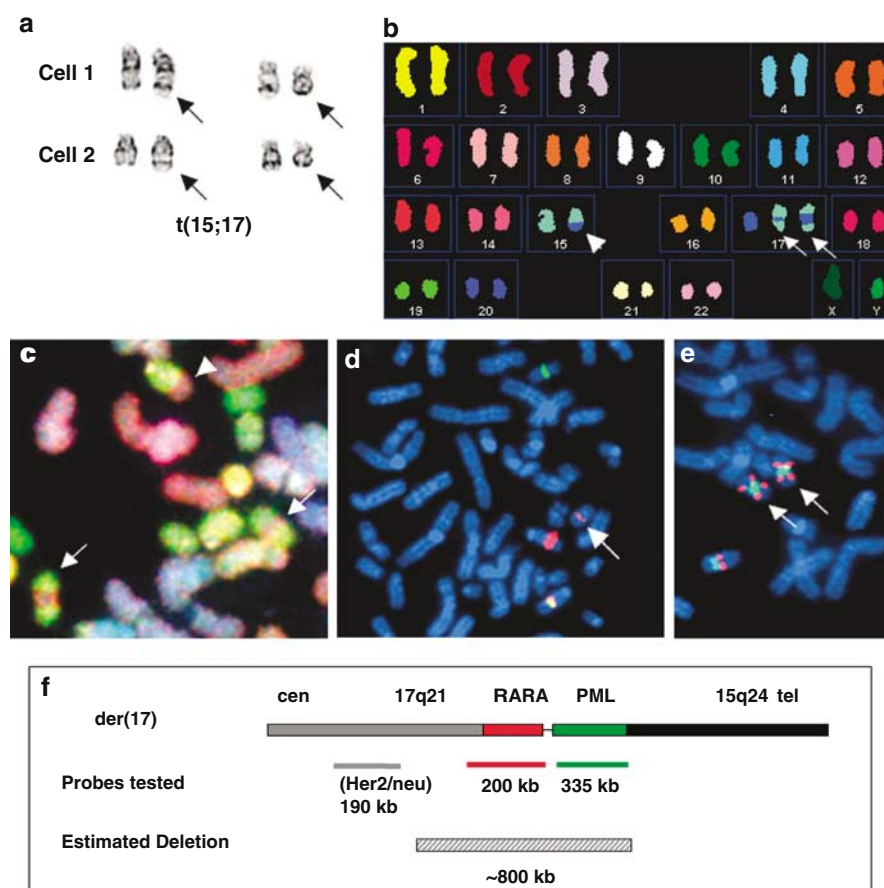 a
Cell 1
Cell 2
t(15;17)
b
1 2 3 4 5
6 7 8 9 10 11 12
13 14 15 16 17 18
19 20 21 22 X Y
c
d
e
f
cen 17q21 RARA PML 15q24 tel
der(17)
Probes tested
(Her2/neu) 200 kb 335 kb
190 kb
Estimated Deletion
~800 kb